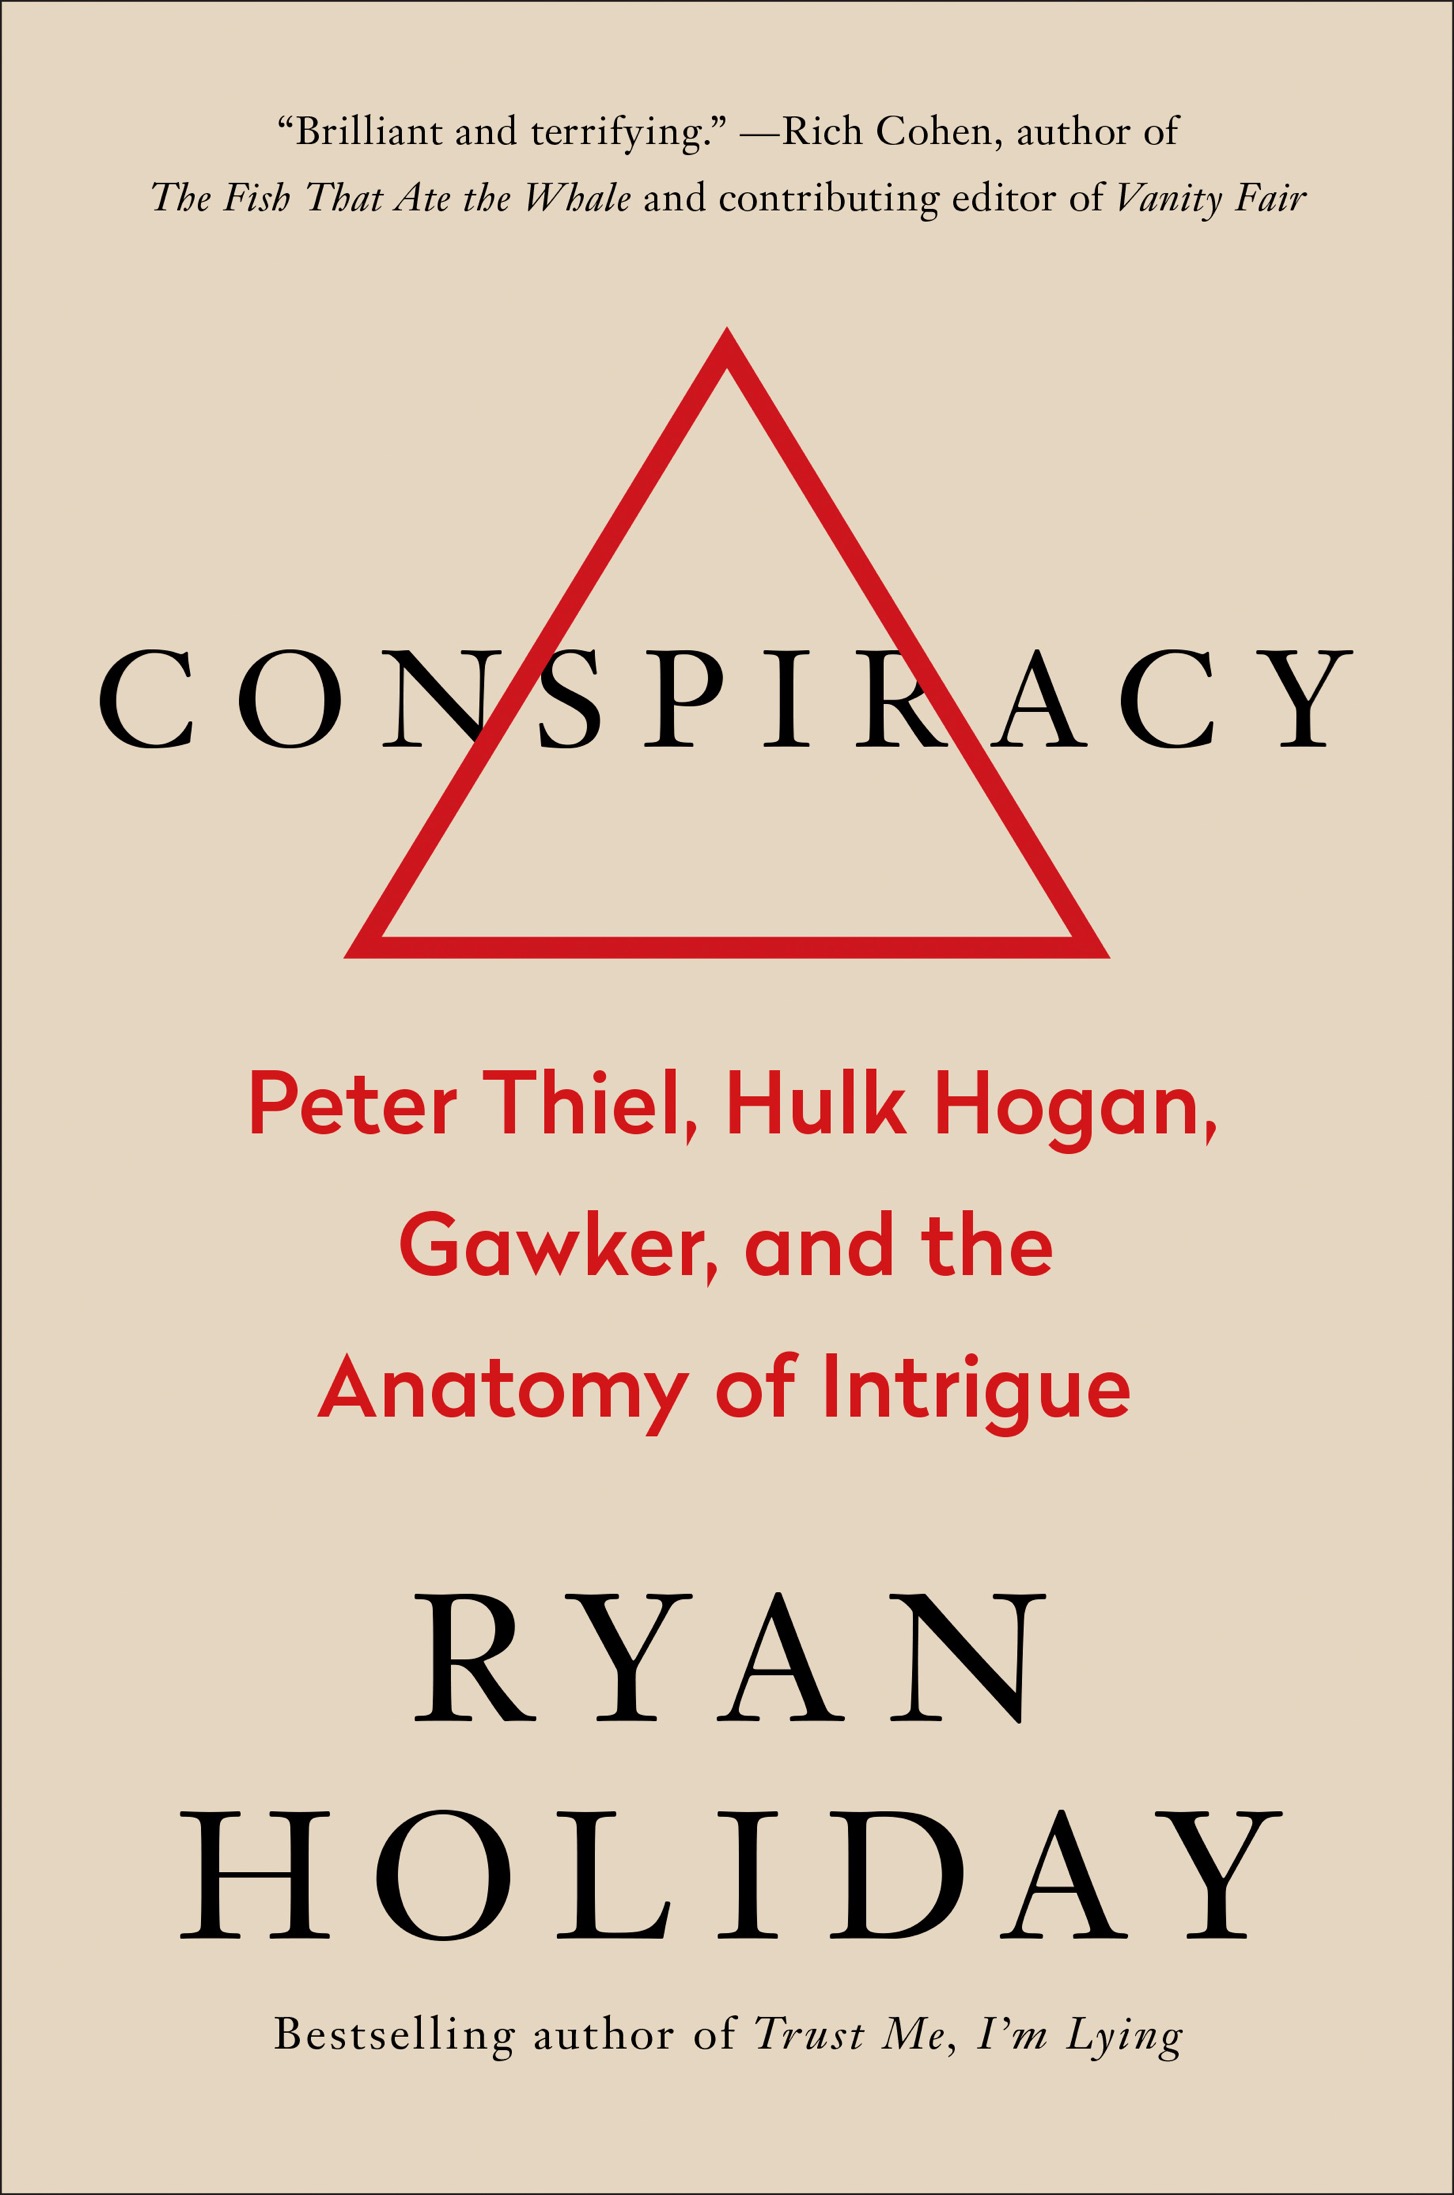 “Brilliant and terrifying.” —Rich Cohen, author of
The Fish That Ate the Whale and contributing editor of Vanity Fair
CONSPIRACY
Peter Thiel, Hulk Hogan,
Gawker, and the
Anatomy of Intrigue
RYAN
HOLIDAY
Bestselling author of Trust Me, I’m Lying